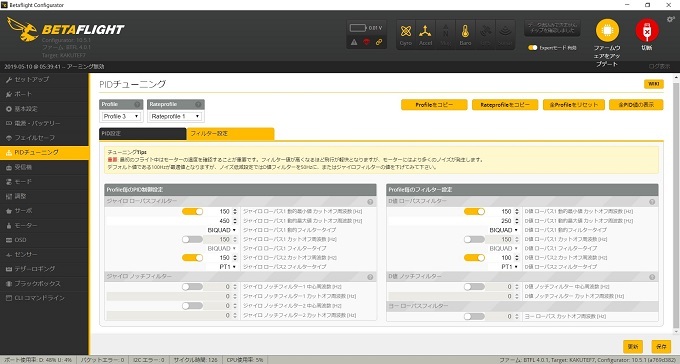 Betaflight Configurator
BETAFLIGHT
Configurator: 10.5.1
ファーム: BTFL 4.0.1
Target: KAKUTEF7
0.01 V
Gyro
Accel
Mag
Baro
GPS
Sonar
Expertモード 有効
ファームウェアをアップデート
切断
2019-05-10 @ 05:39:41 -- アーミング無効
ログ表示
セットアップ
ポート
基本設定
電源・バッテリー
フェイルセーフ
PIDチューニング
受信機
モード
調整
サーボ
モーター
OSD
センサー
テザーロギング
ブラックボックス
CLI コマンドライン
PIDチューニング
WIKI
Profile
Rateprofile
Profile 3
Rateprofile 1
Profileをコピー
Rateprofileをコピー
全Profileをリセット
全PID値の表示
PID設定
フィルター設定
チューニングTips
重要: 最初のフライト中はモーターの温度を確認することが重要です。フィルター値が高くなるほど飛行が軽快となりますが、モーターにはより多くのノイズが発生します。
デフォルト値である100Hzが最適値となりますが、ノイズ低減設定ではD値フィルターを50Hzに、またはジャイロフィルターの値を下げてみて下さい。
Profile毎のPID制御設定
ジャイロ ローパスフィルター
150 ジャイロ ローパス1 動的最小値 カットオフ周波数 [Hz]
450 ジャイロ ローパス1 動的最大値 カットオフ周波数 [Hz]
BIQUAD ジャイロ ローパス1 動的フィルタータイプ
150 ジャイロ ローパス1 カットオフ周波数 [Hz]
BIQUAD ジャイロ ローパス1 フィルタータイプ
150 ジャイロ ローパス2 カットオフ周波数 [Hz]
PT1 ジャイロ ローパス2 フィルタータイプ
ジャイロ ノッチフィルター
0 ジャイロ ノッチフィルター1 中心周波数 [Hz]
0 ジャイロ ノッチフィルター1 カットオフ周波数 [Hz]
0 ジャイロ ノッチフィルター2 中心周波数 [Hz]
0 ジャイロ ノッチフィルター2 カットオフ周波数 [Hz]
Profile毎のフィルター設定
D値 ローパスフィルター
150 D値 ローパス1 動的最小値 カットオフ周波数 [Hz]
250 D値 ローパス1 動的最大値 カットオフ周波数 [Hz]
BIQUAD D値 ローパス1 動的フィルタータイプ
150 D値 ローパス1 カットオフ周波数 [Hz]
BIQUAD D値 ローパス1 フィルタータイプ
100 D値 ローパス2 カットオフ周波数 [Hz]
PT1 D値 ローパス2 フィルタータイプ
D値 ノッチフィルター
0 D値 ノッチフィルター 中心周波数 [Hz]
0 D値 ノッチフィルター カットオフ周波数 [Hz]
ヨー ローパスフィルター
0 ヨー ローパス カットオフ周波数 [Hz]
更新
保存
ポート使用率: D: 46% U: 4%
パケットエラー: 0
I2C エラー: 0
サイクルタイム: 126
CPU使用率: 5%
ファーム: BTFL 4.0.1, Target: KAKUTEF7, Configurator: 10.5.1 (a769d382)